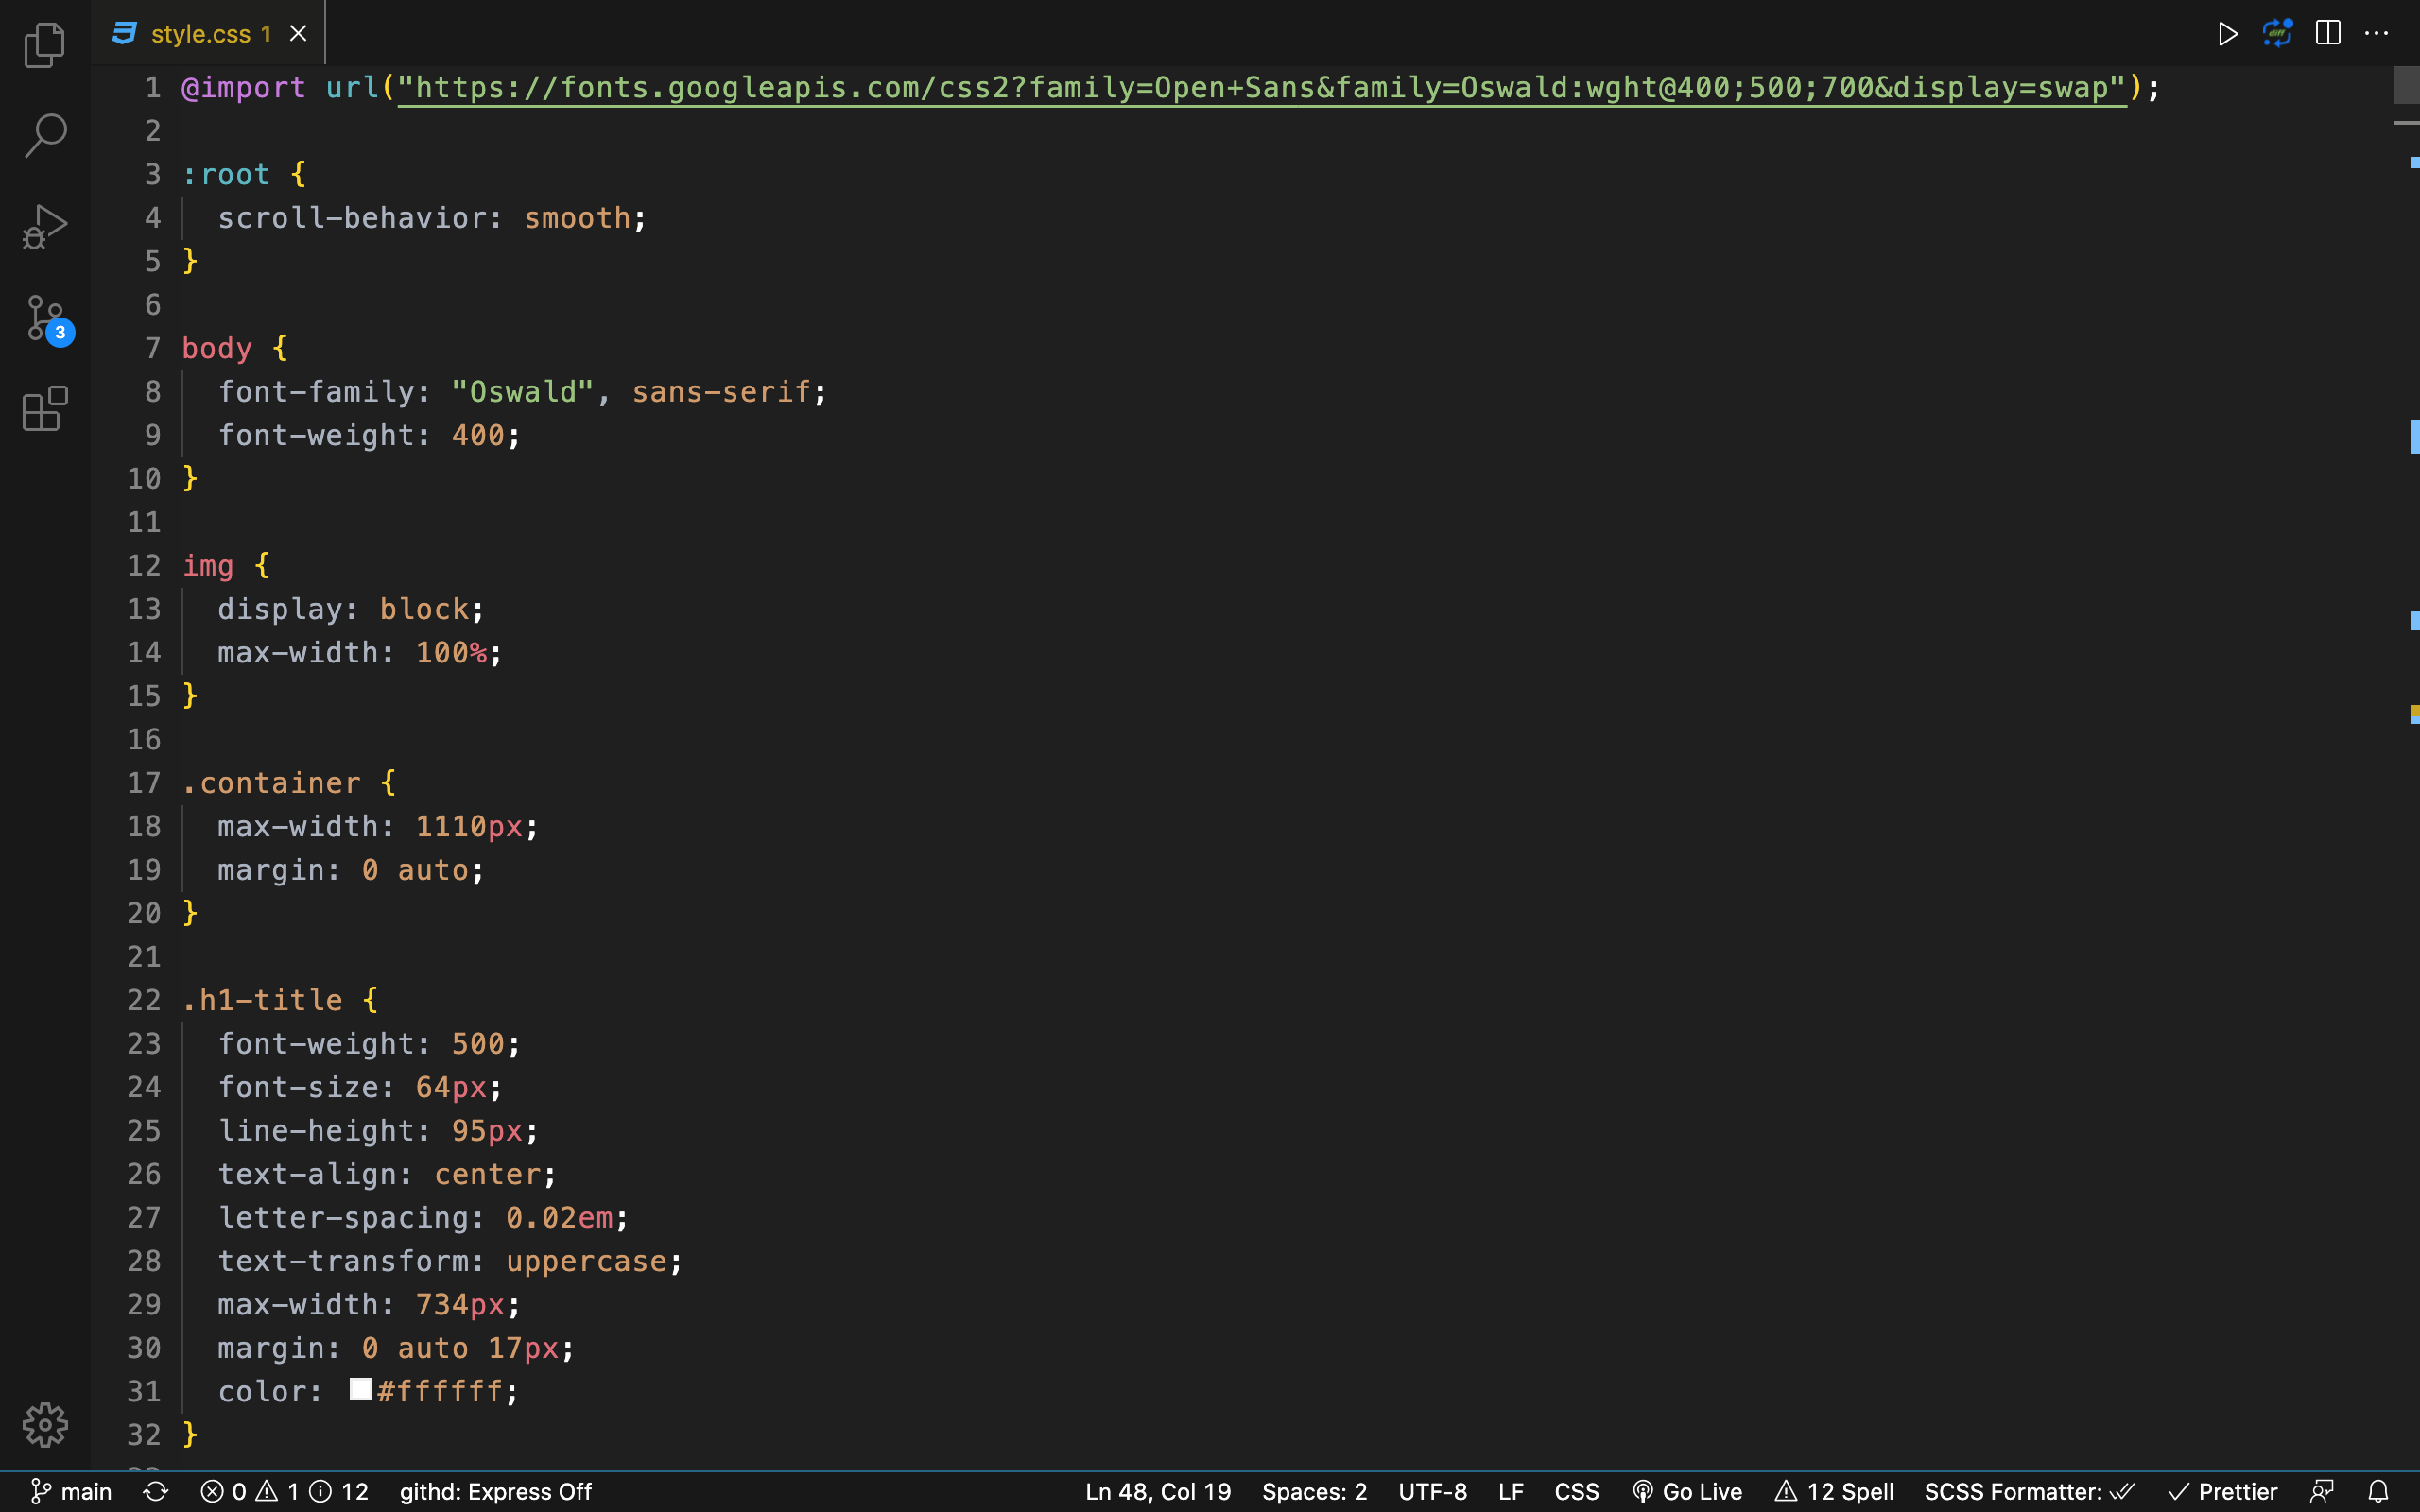 style.css 1
1 @import url("https://fonts.googleapis.com/css2?family=Open+Sans&family=Oswald:wght@400;500;700&display=swap");
2
3 :root {
4   scroll-behavior: smooth;
5 }
6
7 body {
8   font-family: "Oswald", sans-serif;
9   font-weight: 400;
10 }
11
12 img {
13   display: block;
14   max-width: 100%;
15 }
16
17 .container {
18   max-width: 1110px;
19   margin: 0 auto;
20 }
21
22 .h1-title {
23   font-weight: 500;
24   font-size: 64px;
25   line-height: 95px;
26   text-align: center;
27   letter-spacing: 0.02em;
28   text-transform: uppercase;
29   max-width: 734px;
30   margin: 0 auto 17px;
31   color: #ffffff;
32 }
3
diff
main 0 1 12 githd: Express Off Ln 48, Col 19 Spaces: 2 UTF-8 LF CSS Go Live 12 Spell SCSS Formatter: Prettier